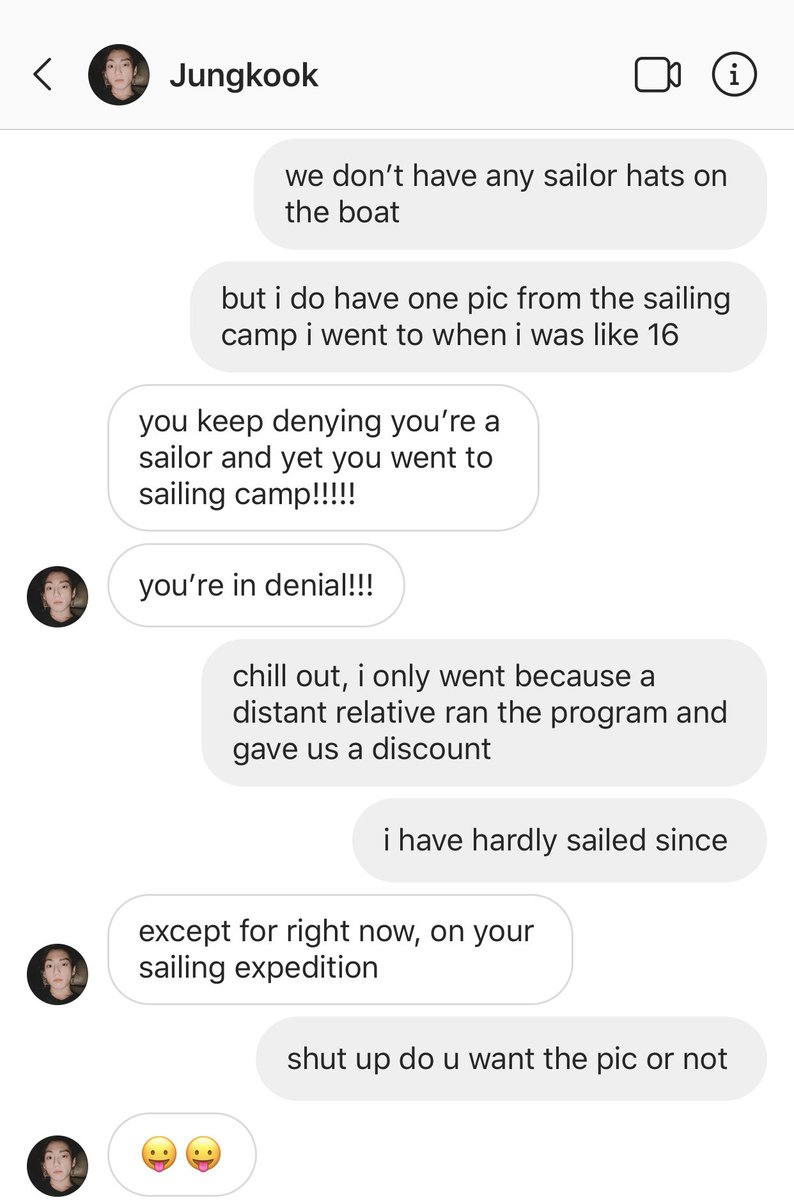 Jungkook
we don’t have any sailor hats on
the boat
but i do have one pic from the sailing
camp i went to when i was like 16
you keep denying you’re a
sailor and yet you went to
sailing camp!!!!!
you’re in denial!!!
chill out, i only went because a
distant relative ran the program and
gave us a discount
i have hardly sailed since
except for right now, on your
sailing expedition
shut up do u want the pic or not
😛😛